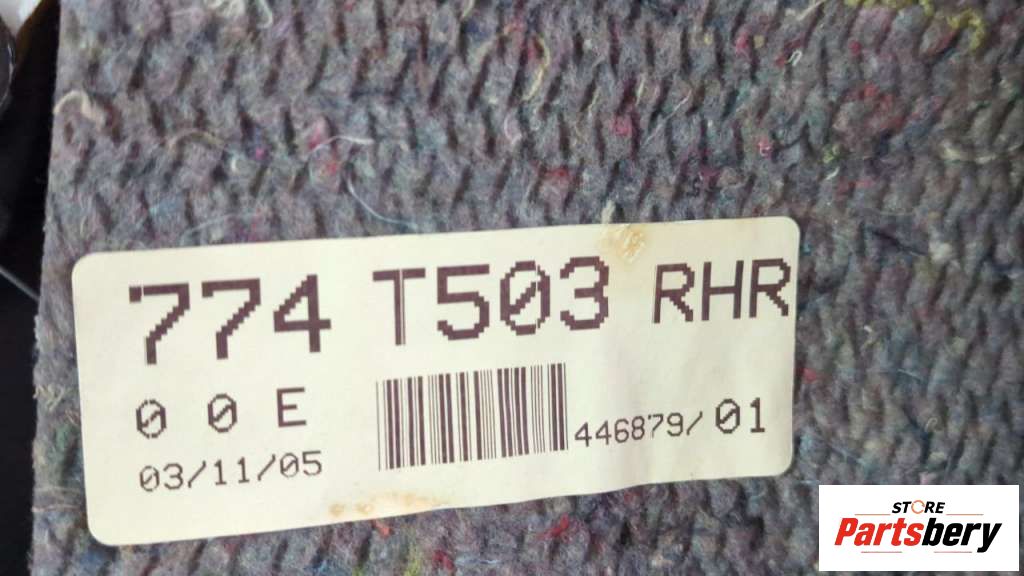 774 T503 RHR
0 0 E
446879/01
03/11/05
STORE
Partsbery